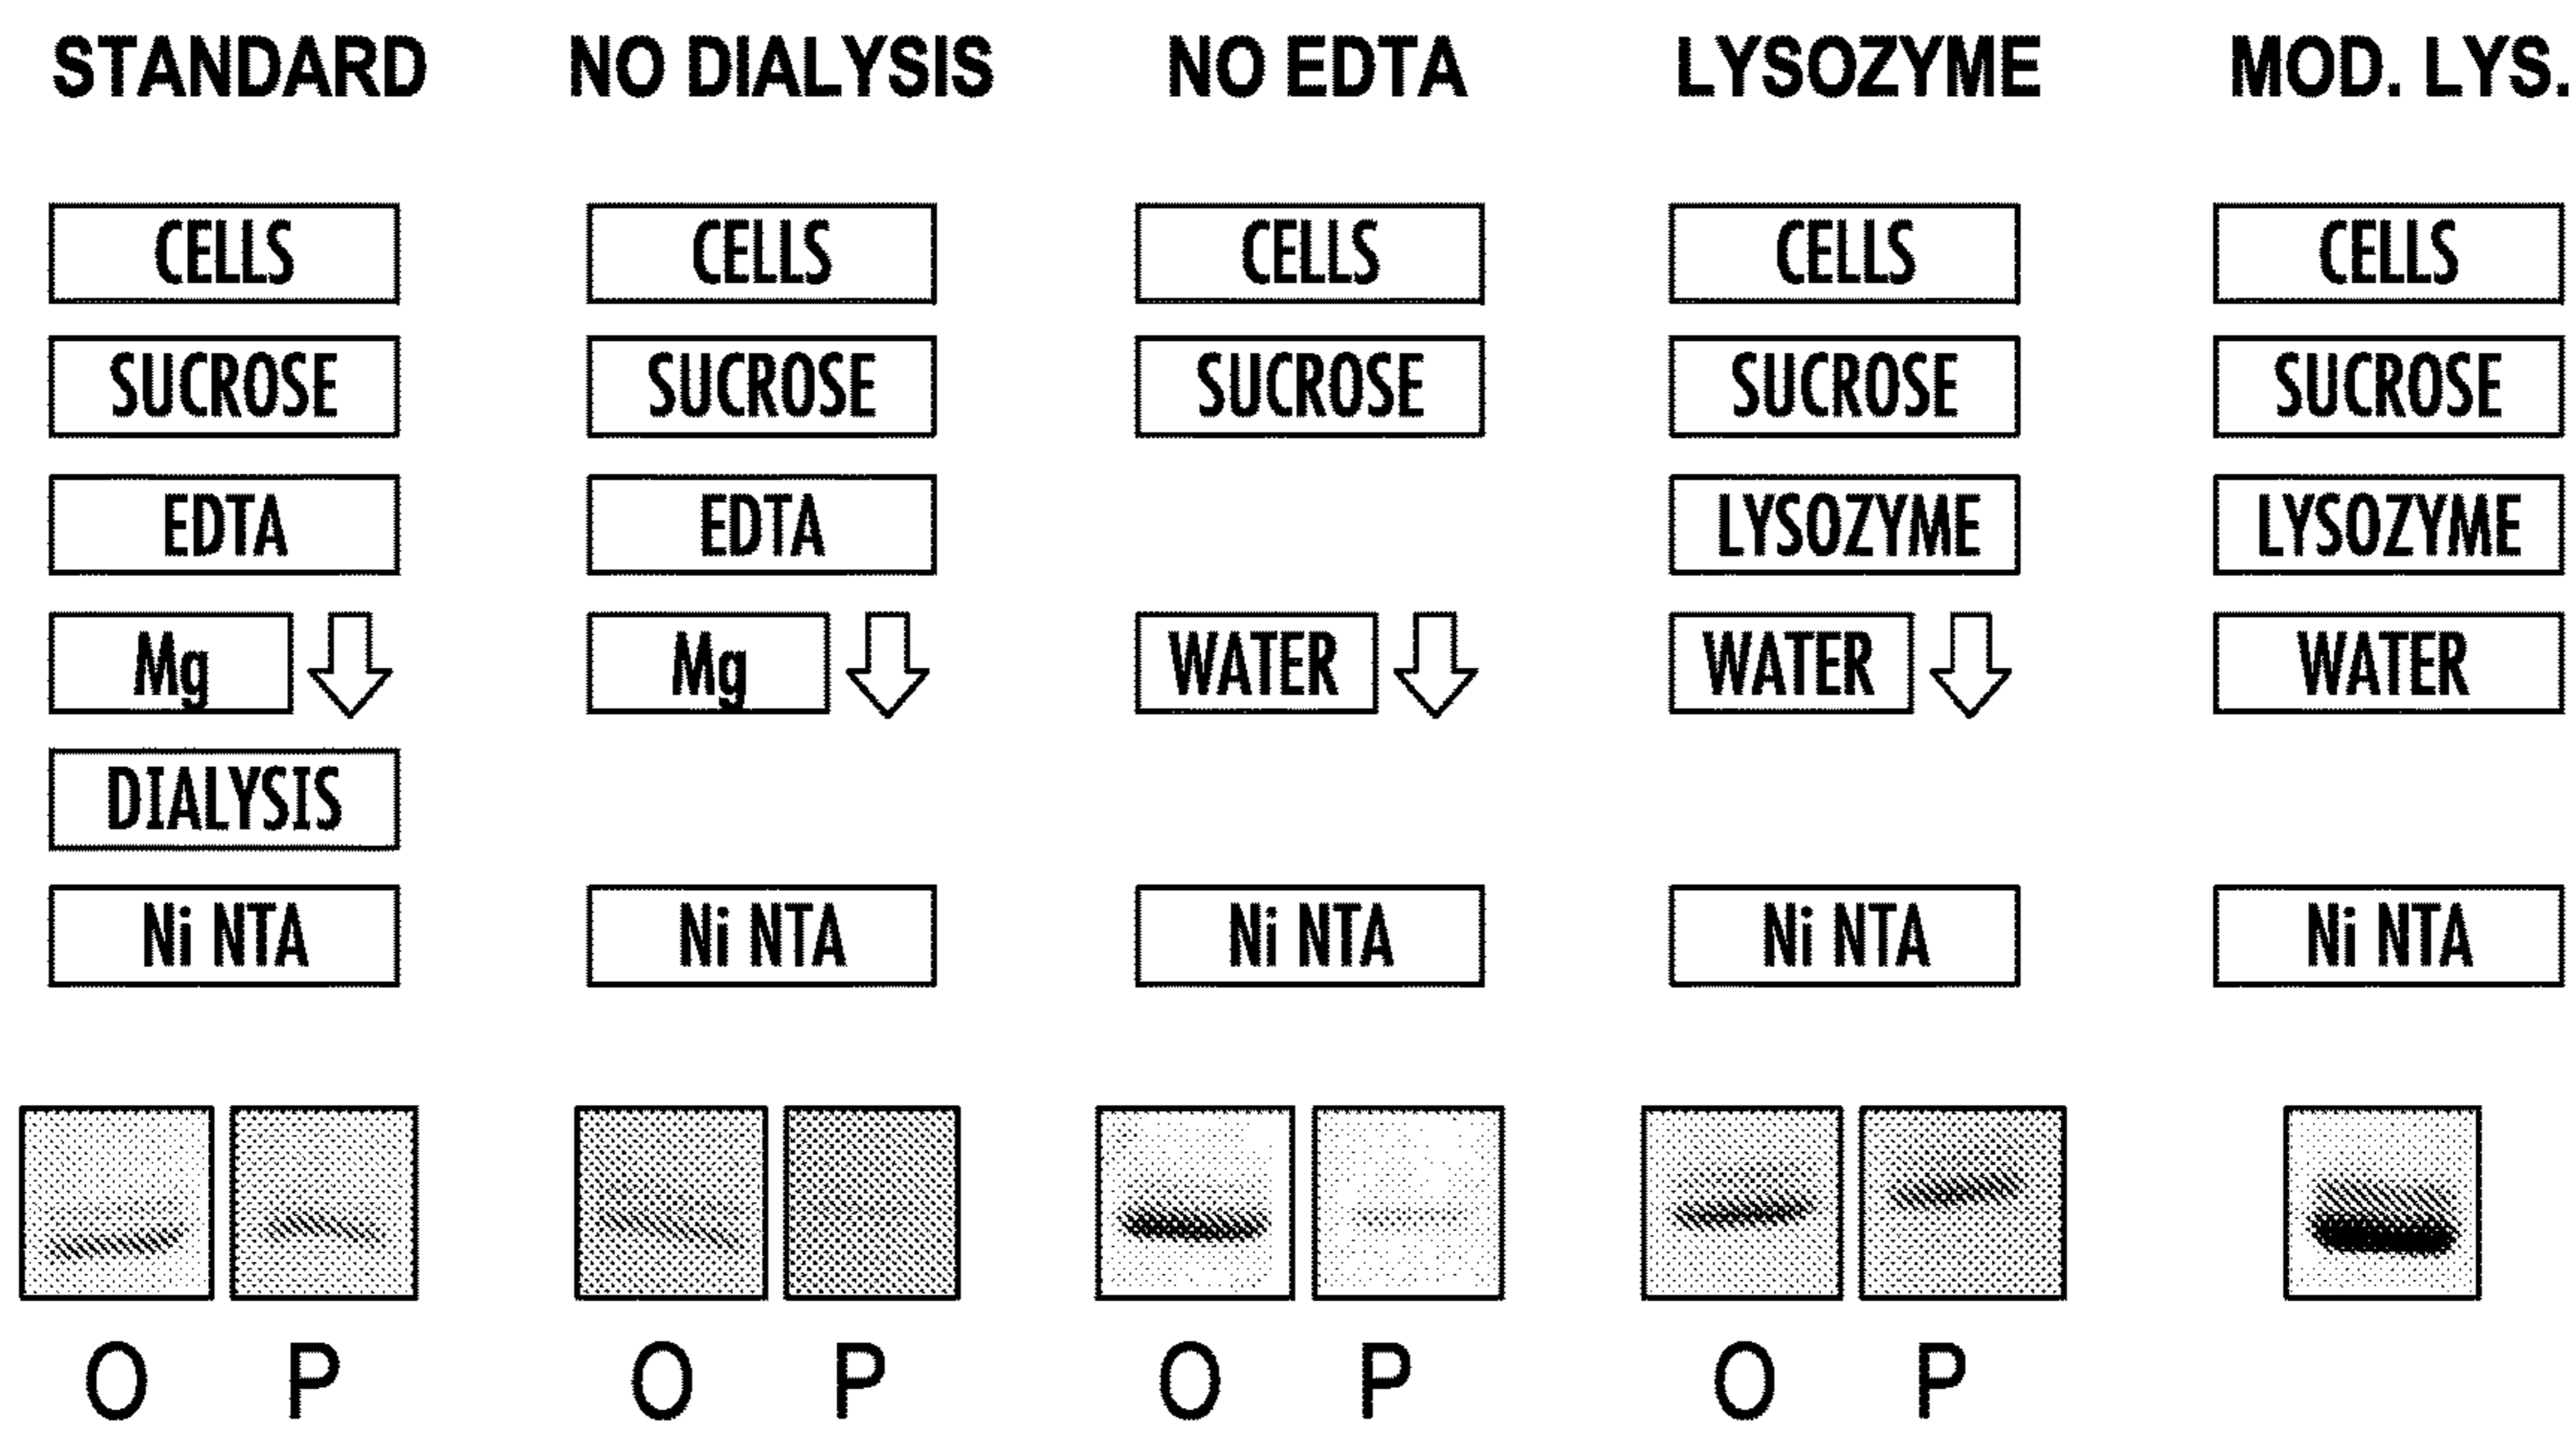 STANDARD NO DIALYSIS NO EDTA LYSOZYME MOD. LYS.
CELLS CELLS CELLS CELLS CELLS
SUCROSE SUCROSE SUCROSE SUCROSE SUCROSE
EDTA EDTA LYSOZYME LYSOZYME
Mg Mg WATER WATER WATER
DIALYSIS
Ni NTA Ni NTA Ni NTA Ni NTA Ni NTA
O P O P O P O P